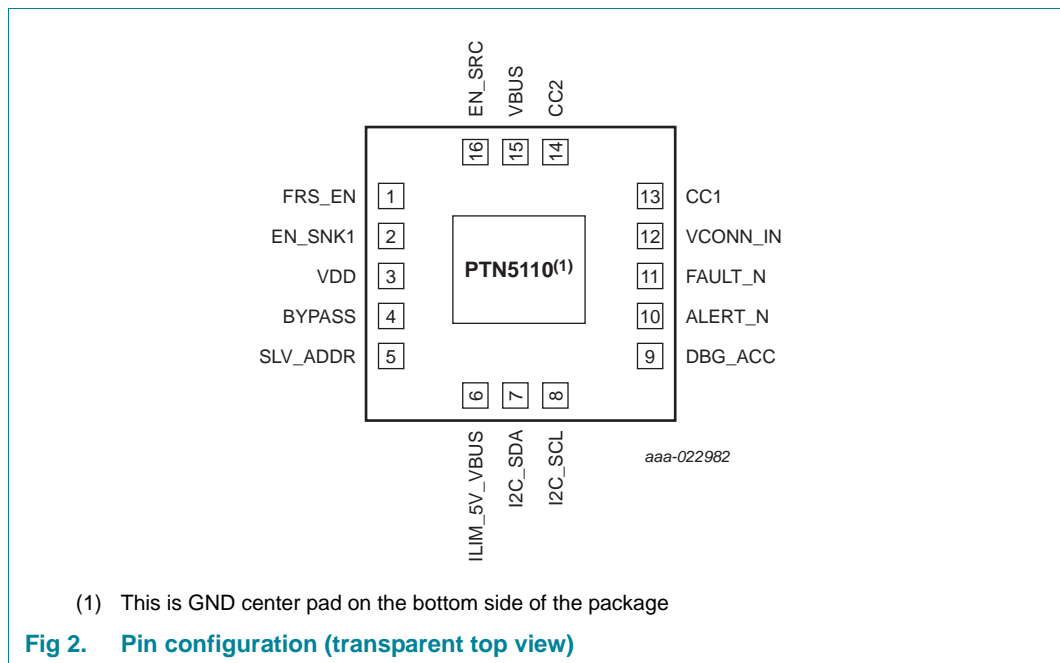 EN_SRC
VBUS
CC2
16
15
14
FRS_EN 1
EN_SNK1 2
VDD 3
BYPASS 4
SLV_ADDR 5
PTN5110(1)
13 CC1
12 VCONN_IN
11 FAULT_N
10 ALERT_N
9 DBG_ACC
6
7
8
ILIM_5V_VBUS
I2C_SDA
I2C_SCL
aaa-022982
(1) This is GND center pad on the bottom side of the package
Fig 2. Pin configuration (transparent top view)